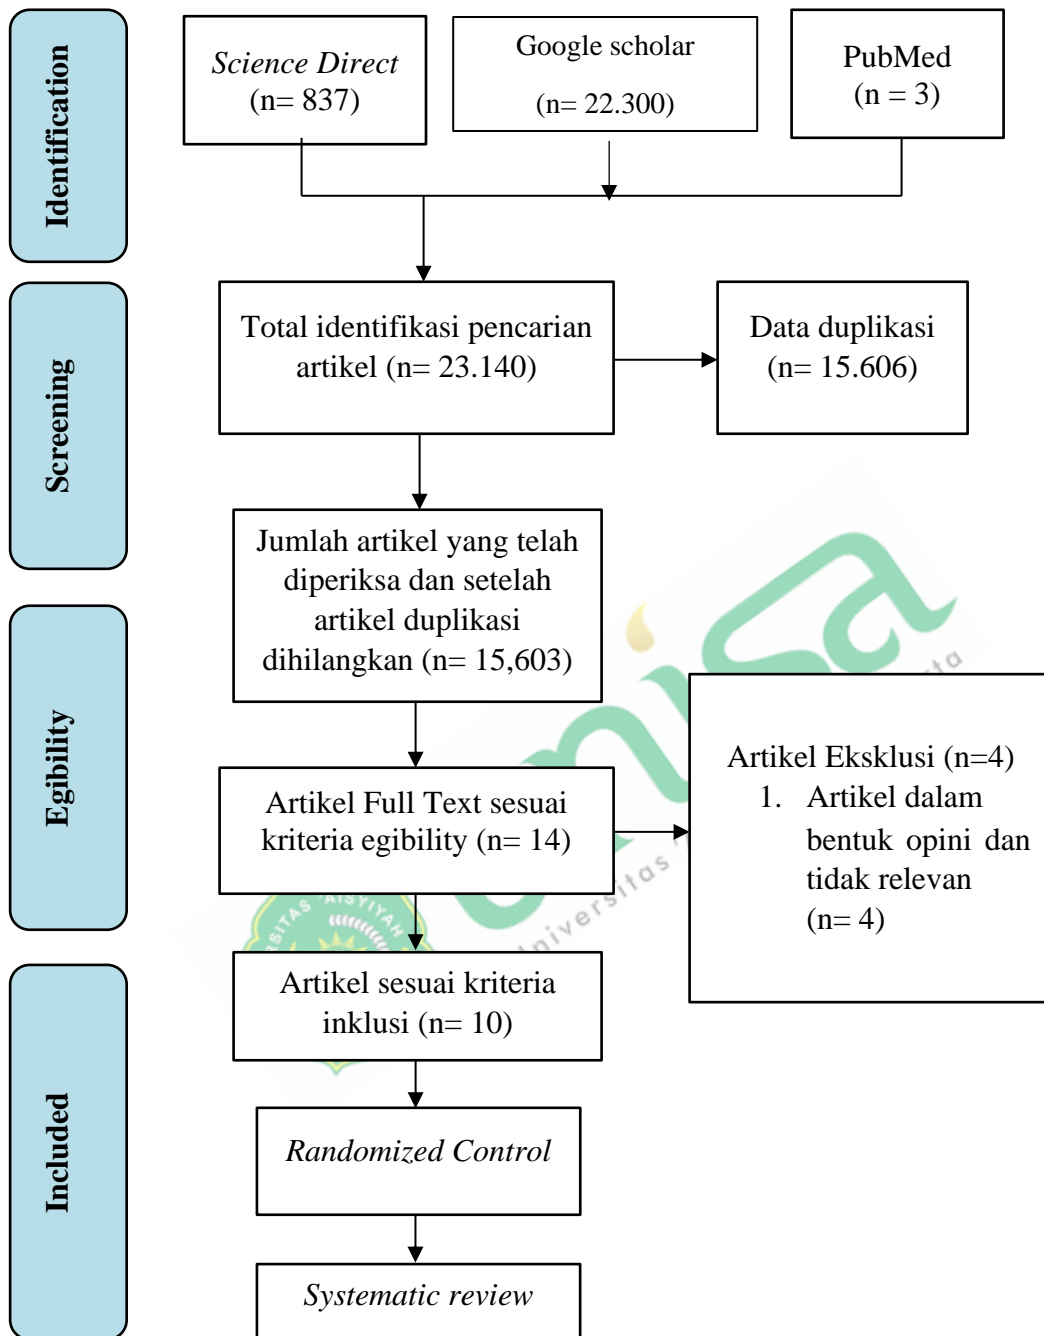 Identification
Science Direct
(n= 837)
Google scholar
(n= 22.300)
PubMed
(n = 3)
Screening
Total identifikasi pencarian
artikel (n= 23.140)
Data duplikasi
(n= 15.606)
Jumlah artikel yang telah
diperiksa dan setelah
artikel duplikasi
dihilangkan (n= 15,603)
Egibility
Artikel Full Text sesuai
kriteria egibility (n= 14)
Artikel Eksklusi (n=4)
1. Artikel dalam
bentuk opini dan
tidak relevan
(n= 4)
Included
Artikel sesuai kriteria
inklusi (n= 10)
Randomized Control
Systematic review
unisa
Universitas